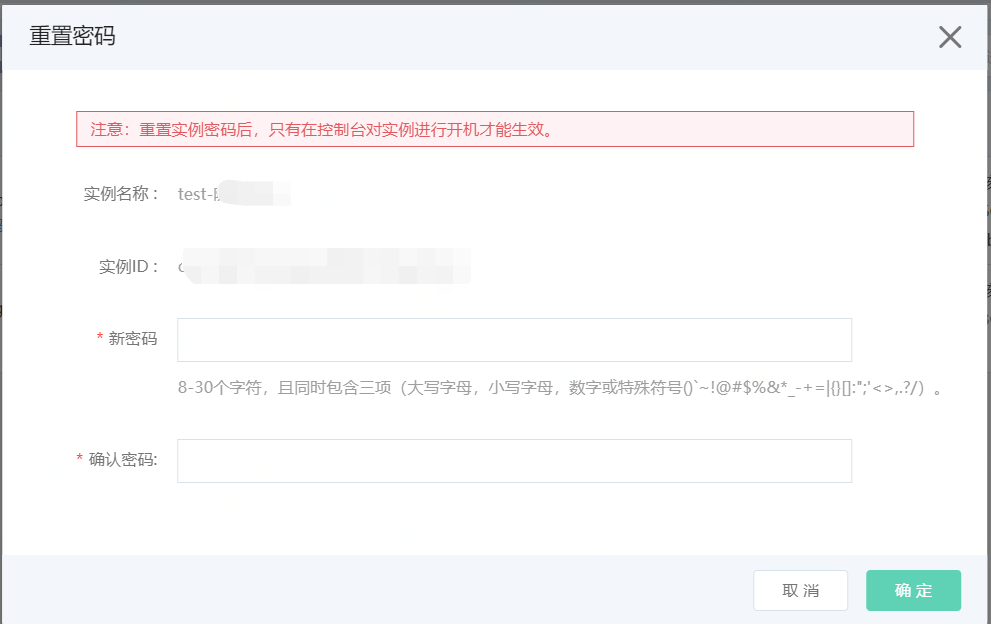 重置密码
注意：重置实例密码后，只有在控制台对实例进行开机才能生效。
实例名称： test-
实例ID：
* 新密码
8-30个字符，且同时包含三项（大写字母，小写字母，数字或特殊符号()`~!@#$%&*_-+=|{}[]:";'<>,.?/）。
* 确认密码:
取 消
确 定